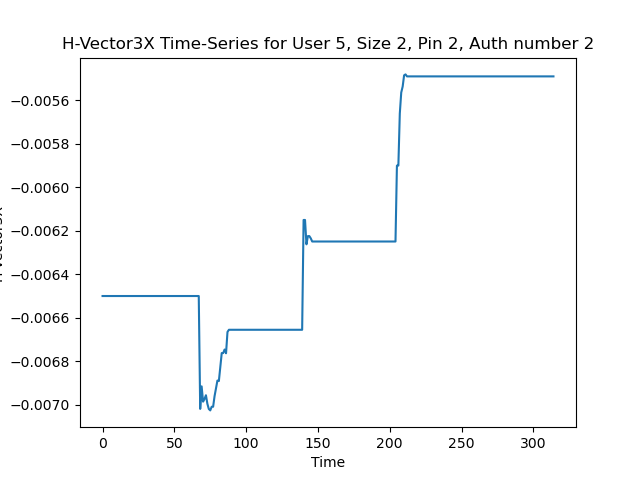 H-Vector3X Time-Series for User 5, Size 2, Pin 2, Auth number 2
−0.0056
−0.0058
−0.0060
−0.0062
−0.0064
−0.0066
−0.0068
−0.0070
0 50 100 150 200 250 300
Time